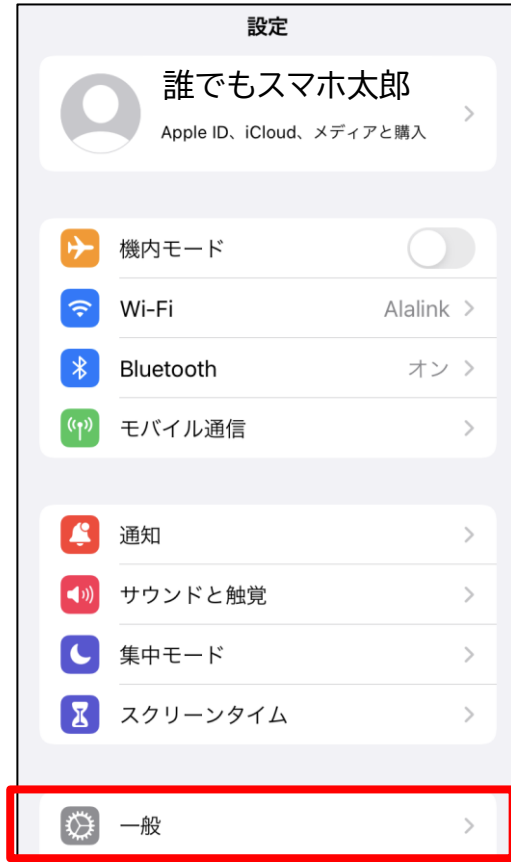 設定
誰でもスマホ太郎
Apple ID、iCloud、メディアと購入
機内モード
Wi-Fi Alalink
Bluetooth オン
モバイル通信
通知
サウンドと触覚
集中モード
スクリーンタイム
一般